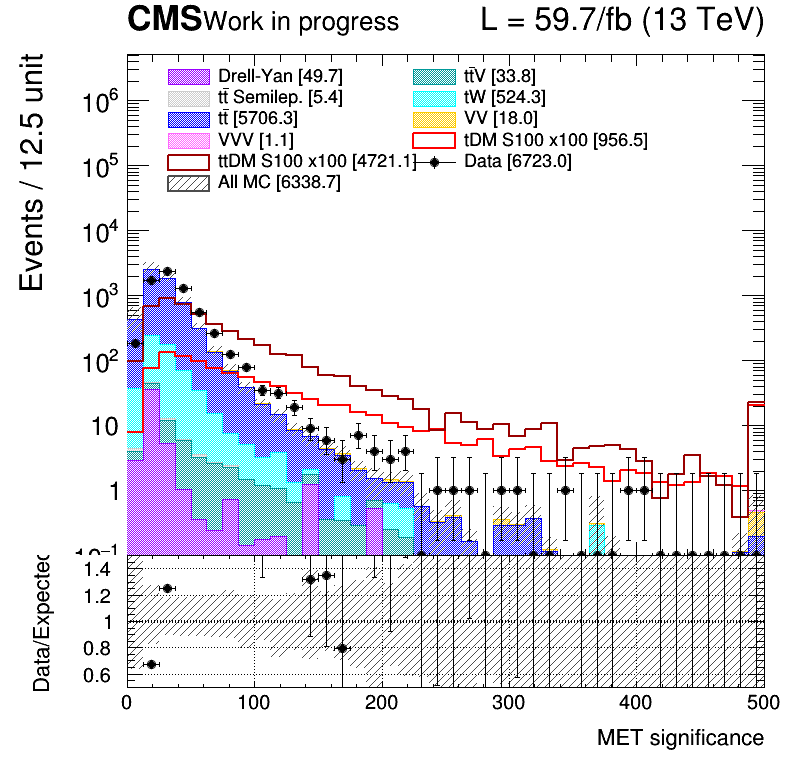 CMS Work in progress L = 59.7/fb (13 TeV)
Events / 12.5 unit
Drell-Yan [49.7] tt̄V [33.8]
tt̄ Semilep. [5.4] tW [524.3]
tt̄ [5706.3] VV [18.0]
VVV [1.1] tDM S100 x100 [956.5]
ttDM S100 x100 [4721.1] Data [6723.0]
All MC [6338.7]
10⁶
10⁵
10⁴
10³
10²
10
1
10⁻¹
Data/Expected
1.4
1.2
1
0.8
0.6
0 100 200 300 400 500
MET significance